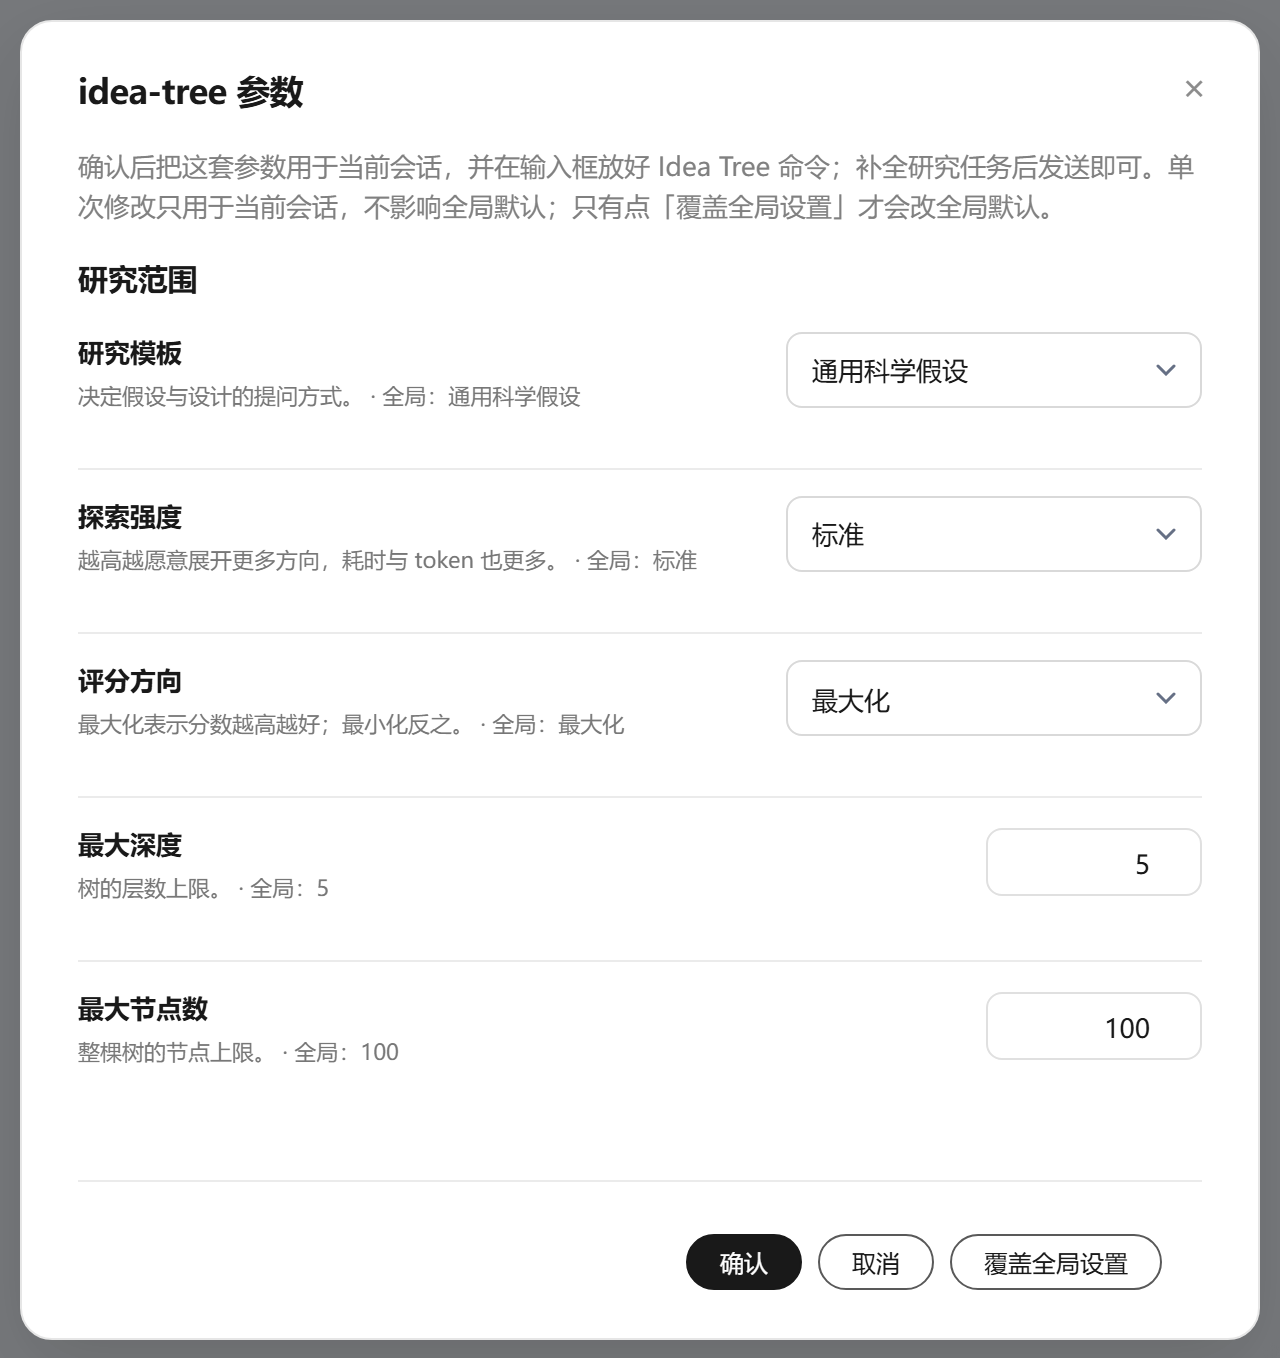 idea-tree 参数
确认后把这套参数用于当前会话，并在输入框放好 Idea Tree 命令；补全研究任务后发送即可。单
次修改只用于当前会话，不影响全局默认；只有点「覆盖全局设置」才会改全局默认。
研究范围
研究模板
决定假设与设计的提问方式。 · 全局：通用科学假设
通用科学假设
探索强度
越高越愿意展开更多方向，耗时与 token 也更多。 · 全局：标准
标准
评分方向
最大化表示分数越高越好；最小化反之。 · 全局：最大化
最大化
最大深度
树的层数上限。 · 全局：5
5
最大节点数
整棵树的节点上限。 · 全局：100
100
确认
取消
覆盖全局设置